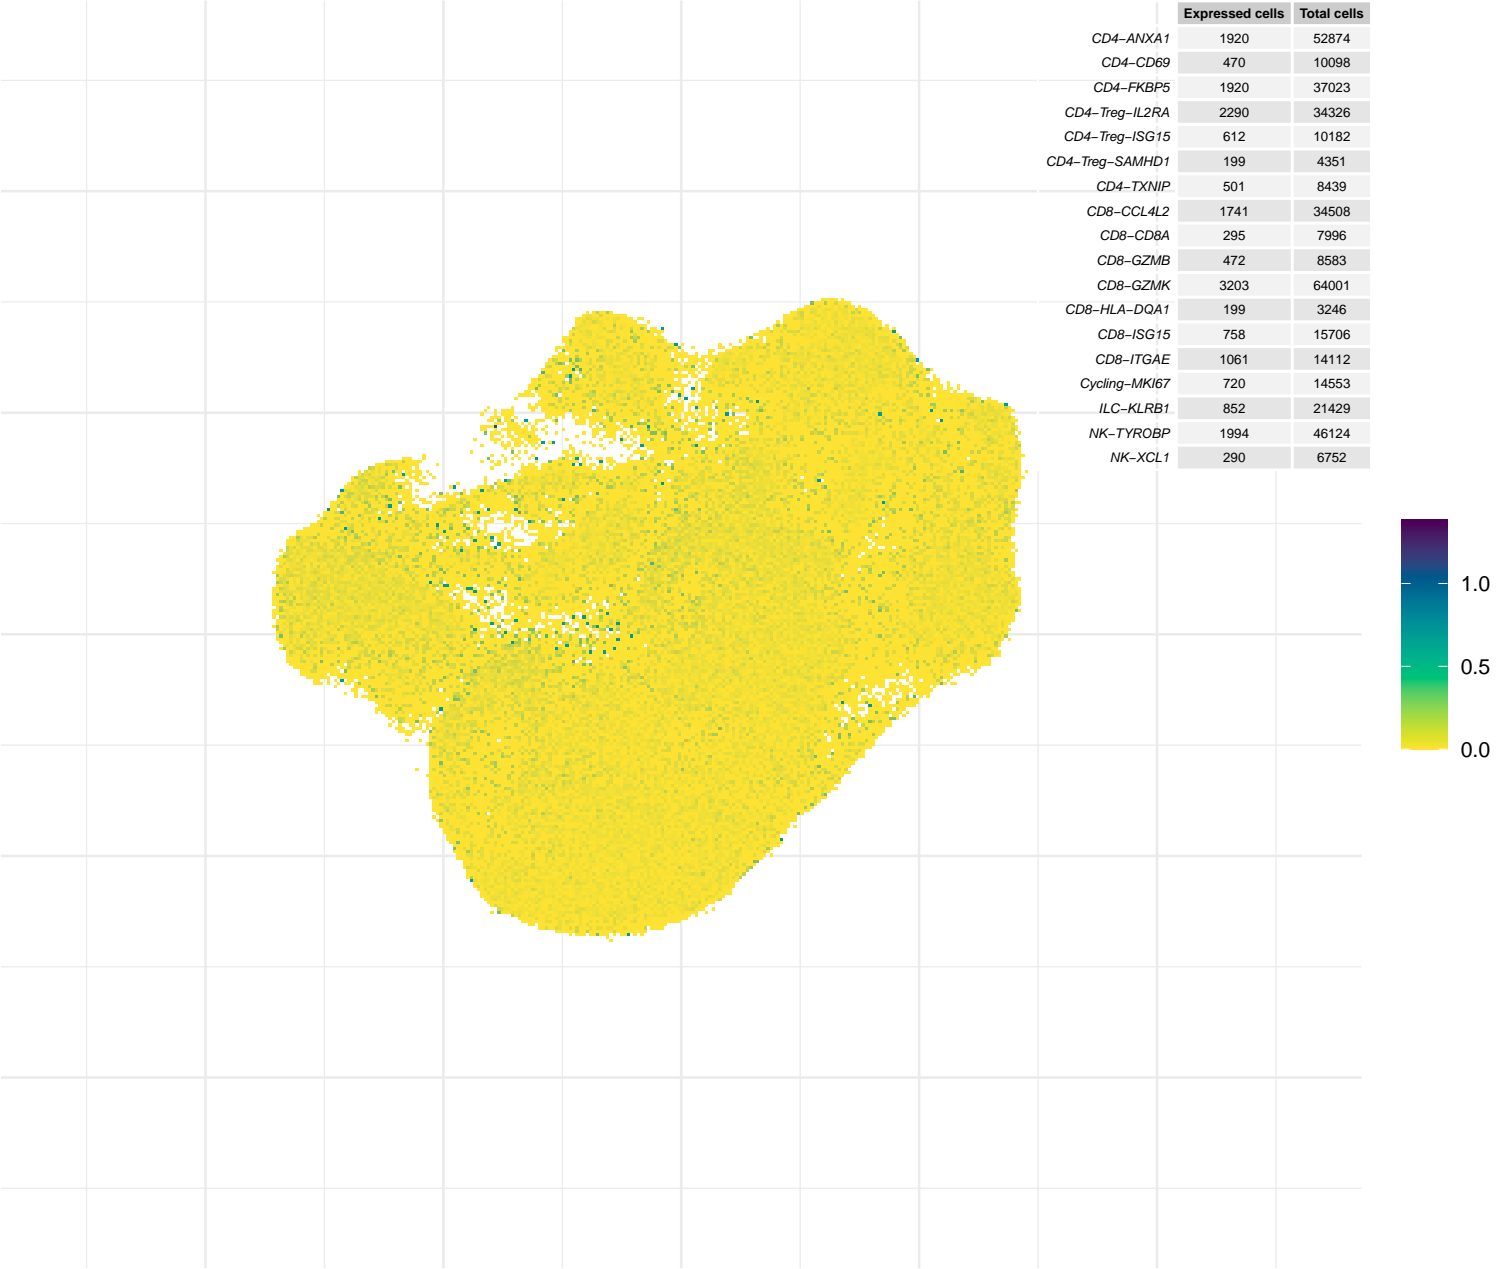 Expressed cells Total cells
CD4−ANXA1 1920 52874
CD4−CD69 470 10098
CD4−FKBP5 1920 37023
CD4−Treg−IL2RA 2290 34326
CD4−Treg−ISG15 612 10182
CD4−Treg−SAMHD1 199 4351
CD4−TXNIP 501 8439
CD8−CCL4L2 1741 34508
CD8−CD8A 295 7996
CD8−GZMB 472 8583
CD8−GZMK 3203 64001
CD8−HLA−DQA1 199 3246
CD8−ISG15 758 15706
CD8−ITGAE 1061 14112
Cycling−MKI67 720 14553
ILC−KLRB1 852 21429
NK−TYROBP 1994 46124
NK−XCL1 290 6752
1.0
0.5
0.0